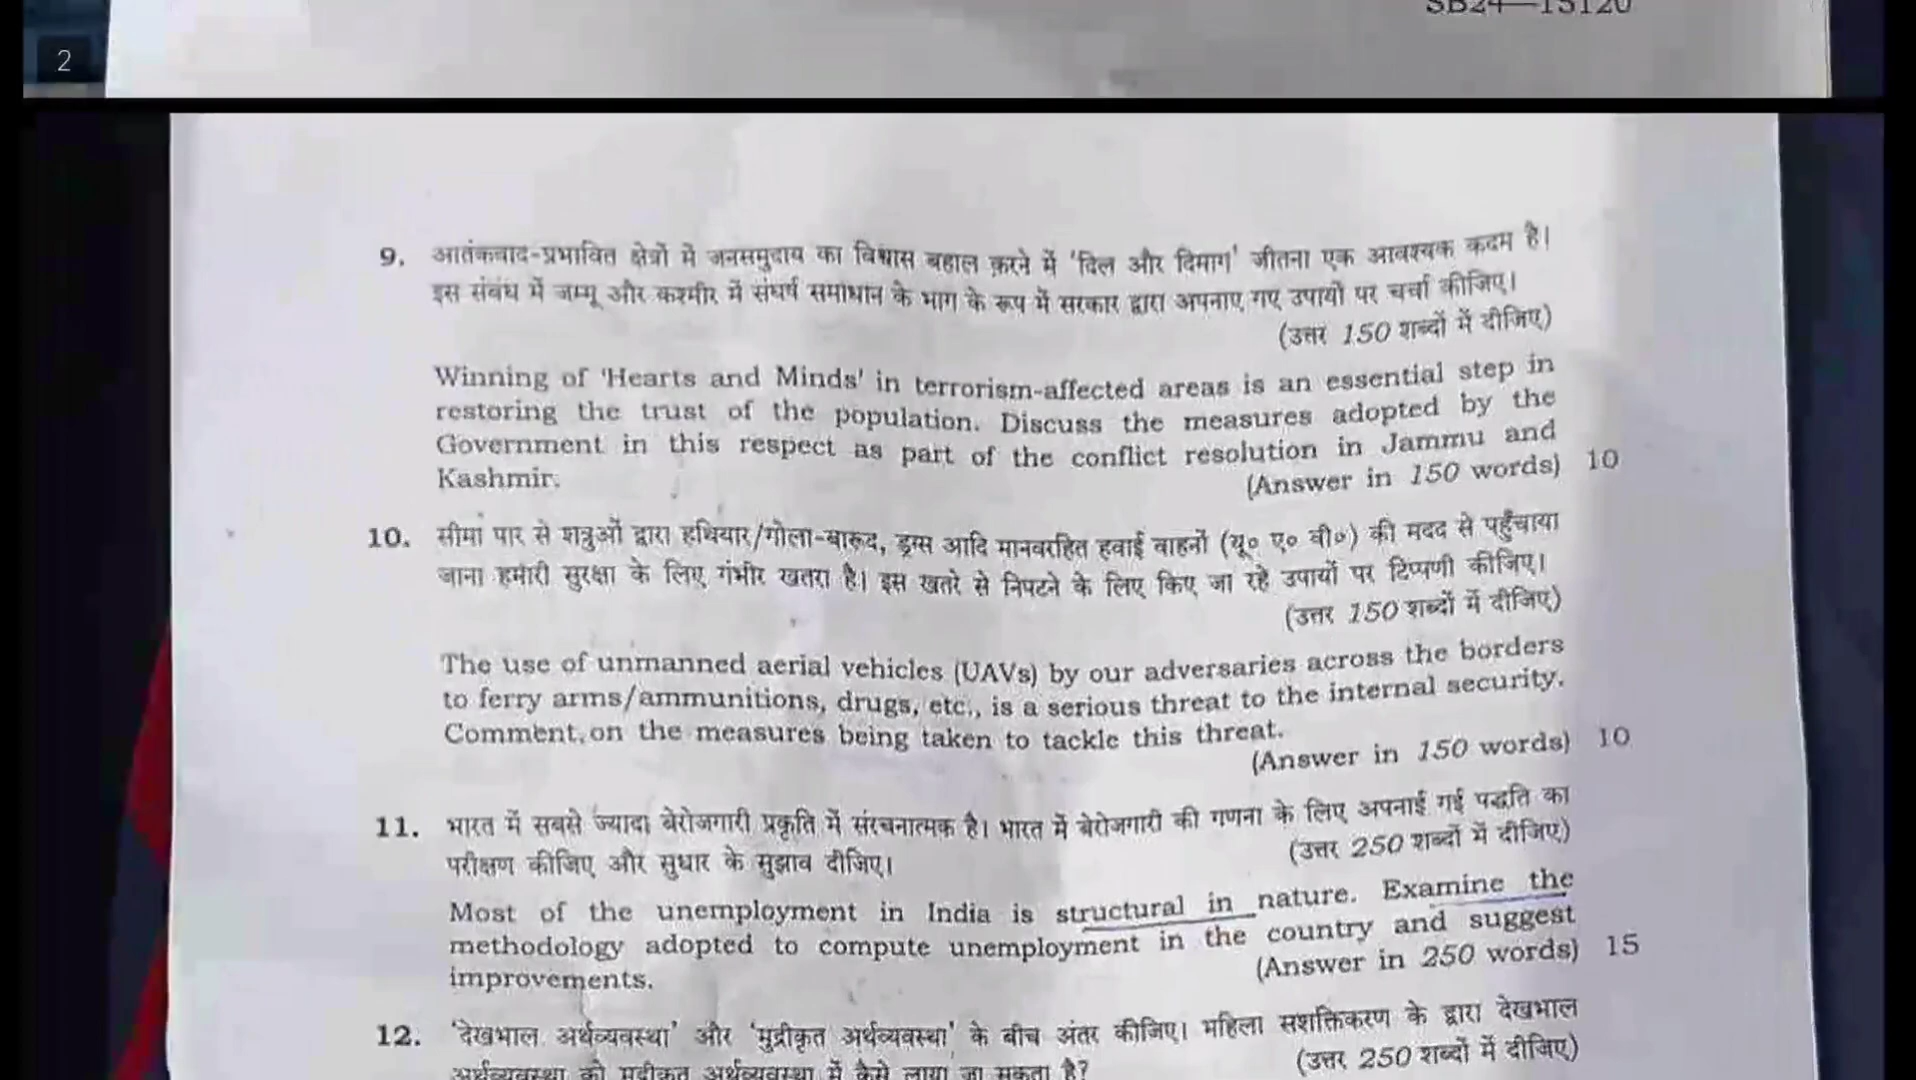 SB24—15120
2
9. आतंकवाद-प्रभावित क्षेत्रों में जनसमुदाय का विश्वास बहाल करने में 'दिल और दिमाग' जीतना एक आवश्यक कदम है।
इस संबंध में जम्मू और कश्मीर में संघर्ष समाधान के भाग के रूप में सरकार द्वारा अपनाए गए उपायों पर चर्चा कीजिए।
(उत्तर 150 शब्दों में दीजिए)
Winning of 'Hearts and Minds' in terrorism-affected areas is an essential step in
restoring the trust of the population. Discuss the measures adopted by the
Government in this respect as part of the conflict resolution in Jammu and
Kashmir. (Answer in 150 words) 10
10. सीमा पार से शत्रुओं द्वारा हथियार/गोला-बारूद, ड्रग्स आदि मानवरहित हवाई वाहनों (यू० ए० वी०) की मदद से पहुँचाया
जाना हमारी सुरक्षा के लिए गंभीर खतरा है। इस खतरे से निपटने के लिए किए जा रहे उपायों पर टिप्पणी कीजिए।
(उत्तर 150 शब्दों में दीजिए)
The use of unmanned aerial vehicles (UAVs) by our adversaries across the borders
to ferry arms/ammunitions, drugs, etc., is a serious threat to the internal security.
Comment on the measures being taken to tackle this threat.
(Answer in 150 words) 10
11. भारत में सबसे ज्यादा बेरोजगारी प्रकृति में संरचनात्मक है। भारत में बेरोजगारी की गणना के लिए अपनाई गई पद्धति का
परीक्षण कीजिए और सुधार के सुझाव दीजिए। (उत्तर 250 शब्दों में दीजिए)
Most of the unemployment in India is structural in nature. Examine the
methodology adopted to compute unemployment in the country and suggest
improvements. (Answer in 250 words) 15
12. 'देखभाल अर्थव्यवस्था' और 'मुद्रीकृत अर्थव्यवस्था' के बीच अंतर कीजिए। महिला सशक्तिकरण के द्वारा देखभाल
अर्थव्यवस्था को मुद्रीकृत अर्थव्यवस्था में कैसे लाया जा सकता है? (उत्तर 250 शब्दों में दीजिए)